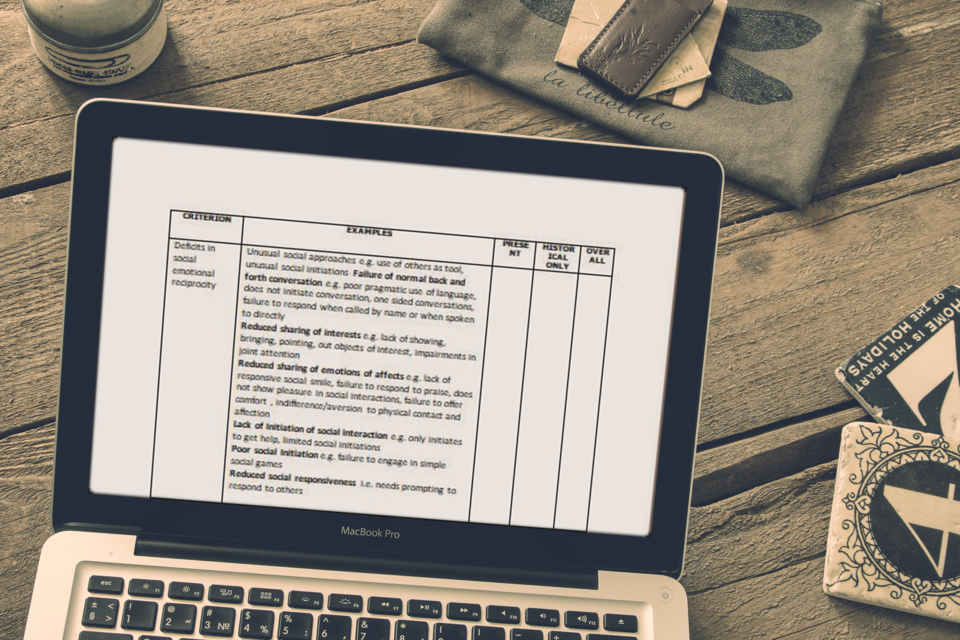 la libellule
HOME IS THE HEART
OF THE HOLIDAYS
CRITERION
EXAMPLES
PRESE
NT
HISTOR
ICAL
ONLY
OVER
ALL
Deficits in
social
emotional
reciprocity
Unusual social approaches e.g. use of others as tool,
unusual social initiations Failure of normal back and
forth conversation e.g. poor pragmatic use of language,
does not initiate conversation, one sided conversations,
failure to respond when called by name or when spoken
to directly
Reduced sharing of interests e.g. lack of showing,
bringing, pointing, out objects of interest, impairments in
joint attention
Reduced sharing of emotions of affects e.g. lack of
responsive social smile, failure to respond to praise, does
not show pleasure in social interactions, failure to offer
comfort , indifference/aversion to physical contact and
affection
Lack of initiation of social interaction e.g. only initiates
to get help, limited social initiations
Poor social initiation e.g. failure to engage in simple
social games
Reduced social responsiveness i.e. needs prompting to
respond to others
MacBook Pro
esc